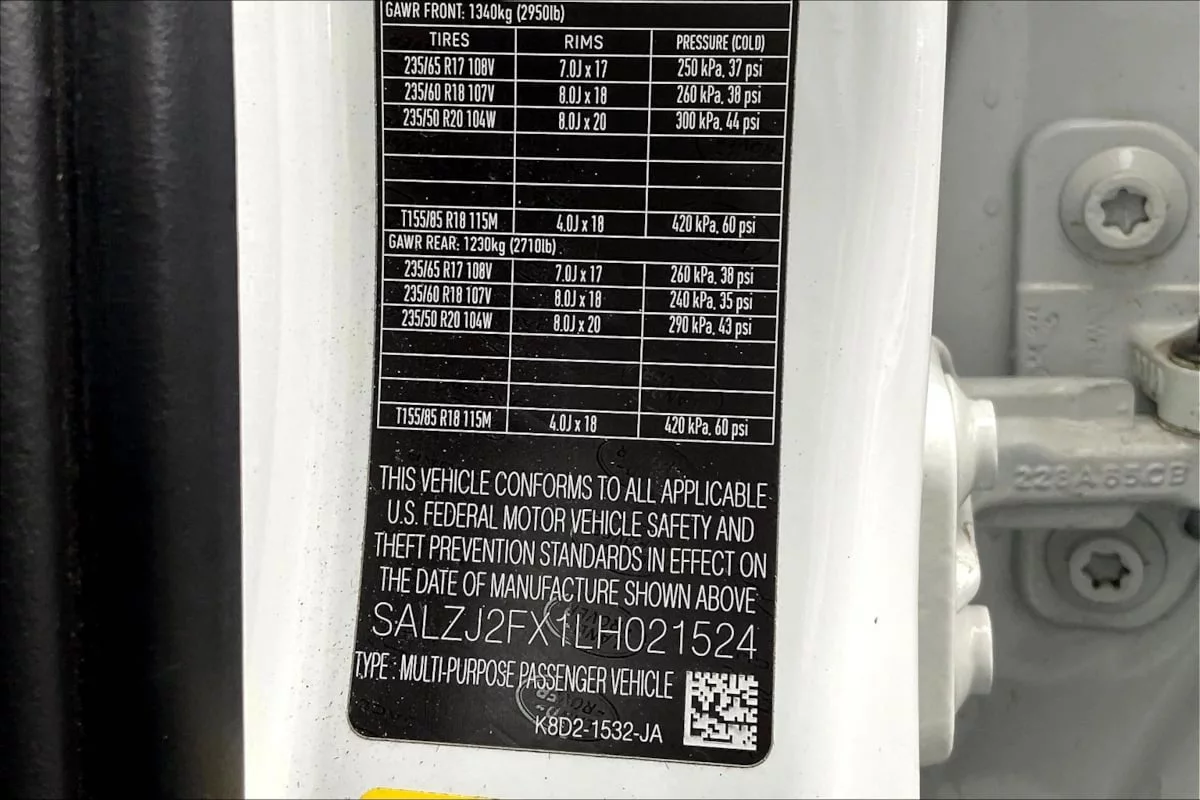 GAWR FRONT: 1340kg (2950lb)
TIRES RIMS PRESSURE (COLD)
235/65 R17 108V 7.0J x 17 250 kPa, 37 psi
235/60 R18 107V 8.0J x 18 260 kPa, 38 psi
235/50 R20 104W 8.0J x 20 300 kPa, 44 psi
T155/85 R18 115M 4.0J x 18 420 kPa, 60 psi
GAWR REAR: 1230kg (2710lb)
235/65 R17 108V 7.0J x 17 260 kPa, 38 psi
235/60 R18 107V 8.0J x 18 240 kPa, 35 psi
235/50 R20 104W 8.0J x 20 290 kPa, 43 psi
T155/85 R18 115M 4.0J x 18 420 kPa, 60 psi
THIS VEHICLE CONFORMS TO ALL APPLICABLE
U.S. FEDERAL MOTOR VEHICLE SAFETY AND
THEFT PREVENTION STANDARDS IN EFFECT ON
THE DATE OF MANUFACTURE SHOWN ABOVE
SALZJ2FX1LH021524
TYPE : MULTI-PURPOSE PASSENGER VEHICLE
K8D2-1532-JA